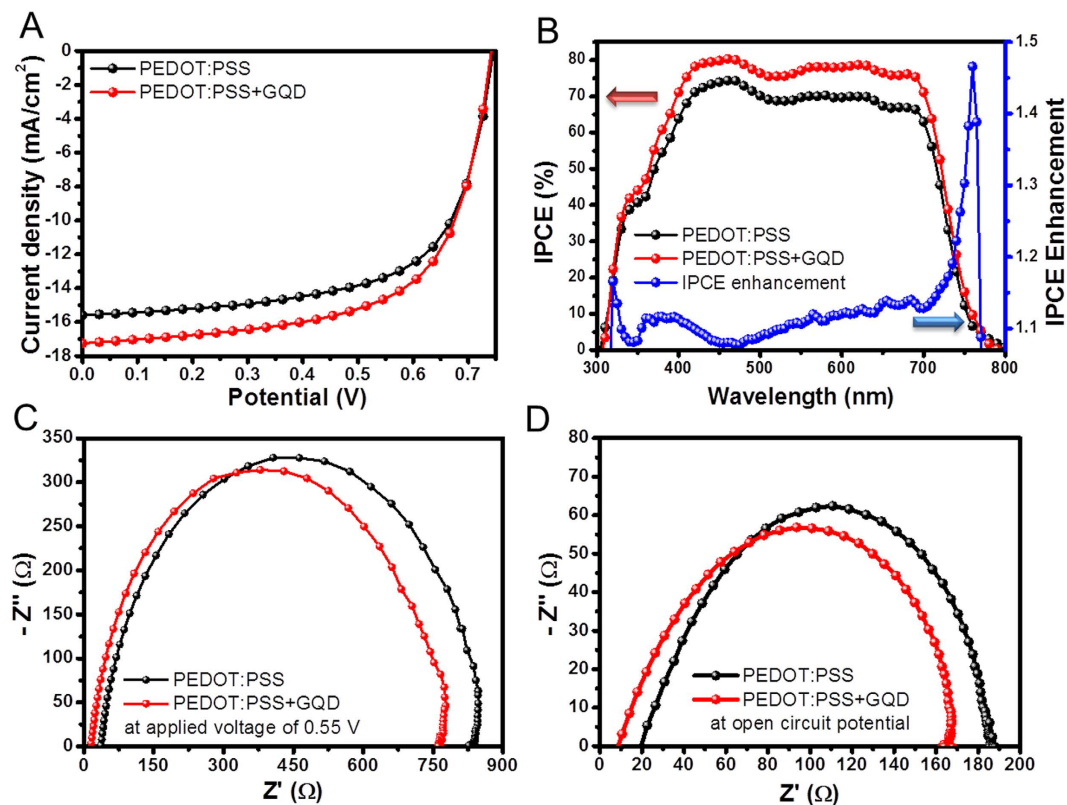 A
0
-2
-4
-6
-8
-10
-12
-14
-16
-18
Current density (mA/cm²)
PEDOT:PSS
PEDOT:PSS+GQD
0.0 0.1 0.2 0.3 0.4 0.5 0.6 0.7
Potential (V)
B
80
70
60
50
40
30
20
10
0
IPCE (%)
PEDOT:PSS
PEDOT:PSS+GQD
IPCE enhancement
1.5
1.4
1.3
1.2
1.1
IPCE Enhancement
300 400 500 600 700 800
Wavelength (nm)
C
350
300
250
200
150
100
50
0
- Z'' (Ω)
PEDOT:PSS
PEDOT:PSS+GQD
at applied voltage of 0.55 V
0 150 300 450 600 750 900
Z' (Ω)
D
80
70
60
50
40
30
20
10
0
- Z'' (Ω)
PEDOT:PSS
PEDOT:PSS+GQD
at open circuit potential
0 20 40 60 80 100 120 140 160 180 200
Z' (Ω)